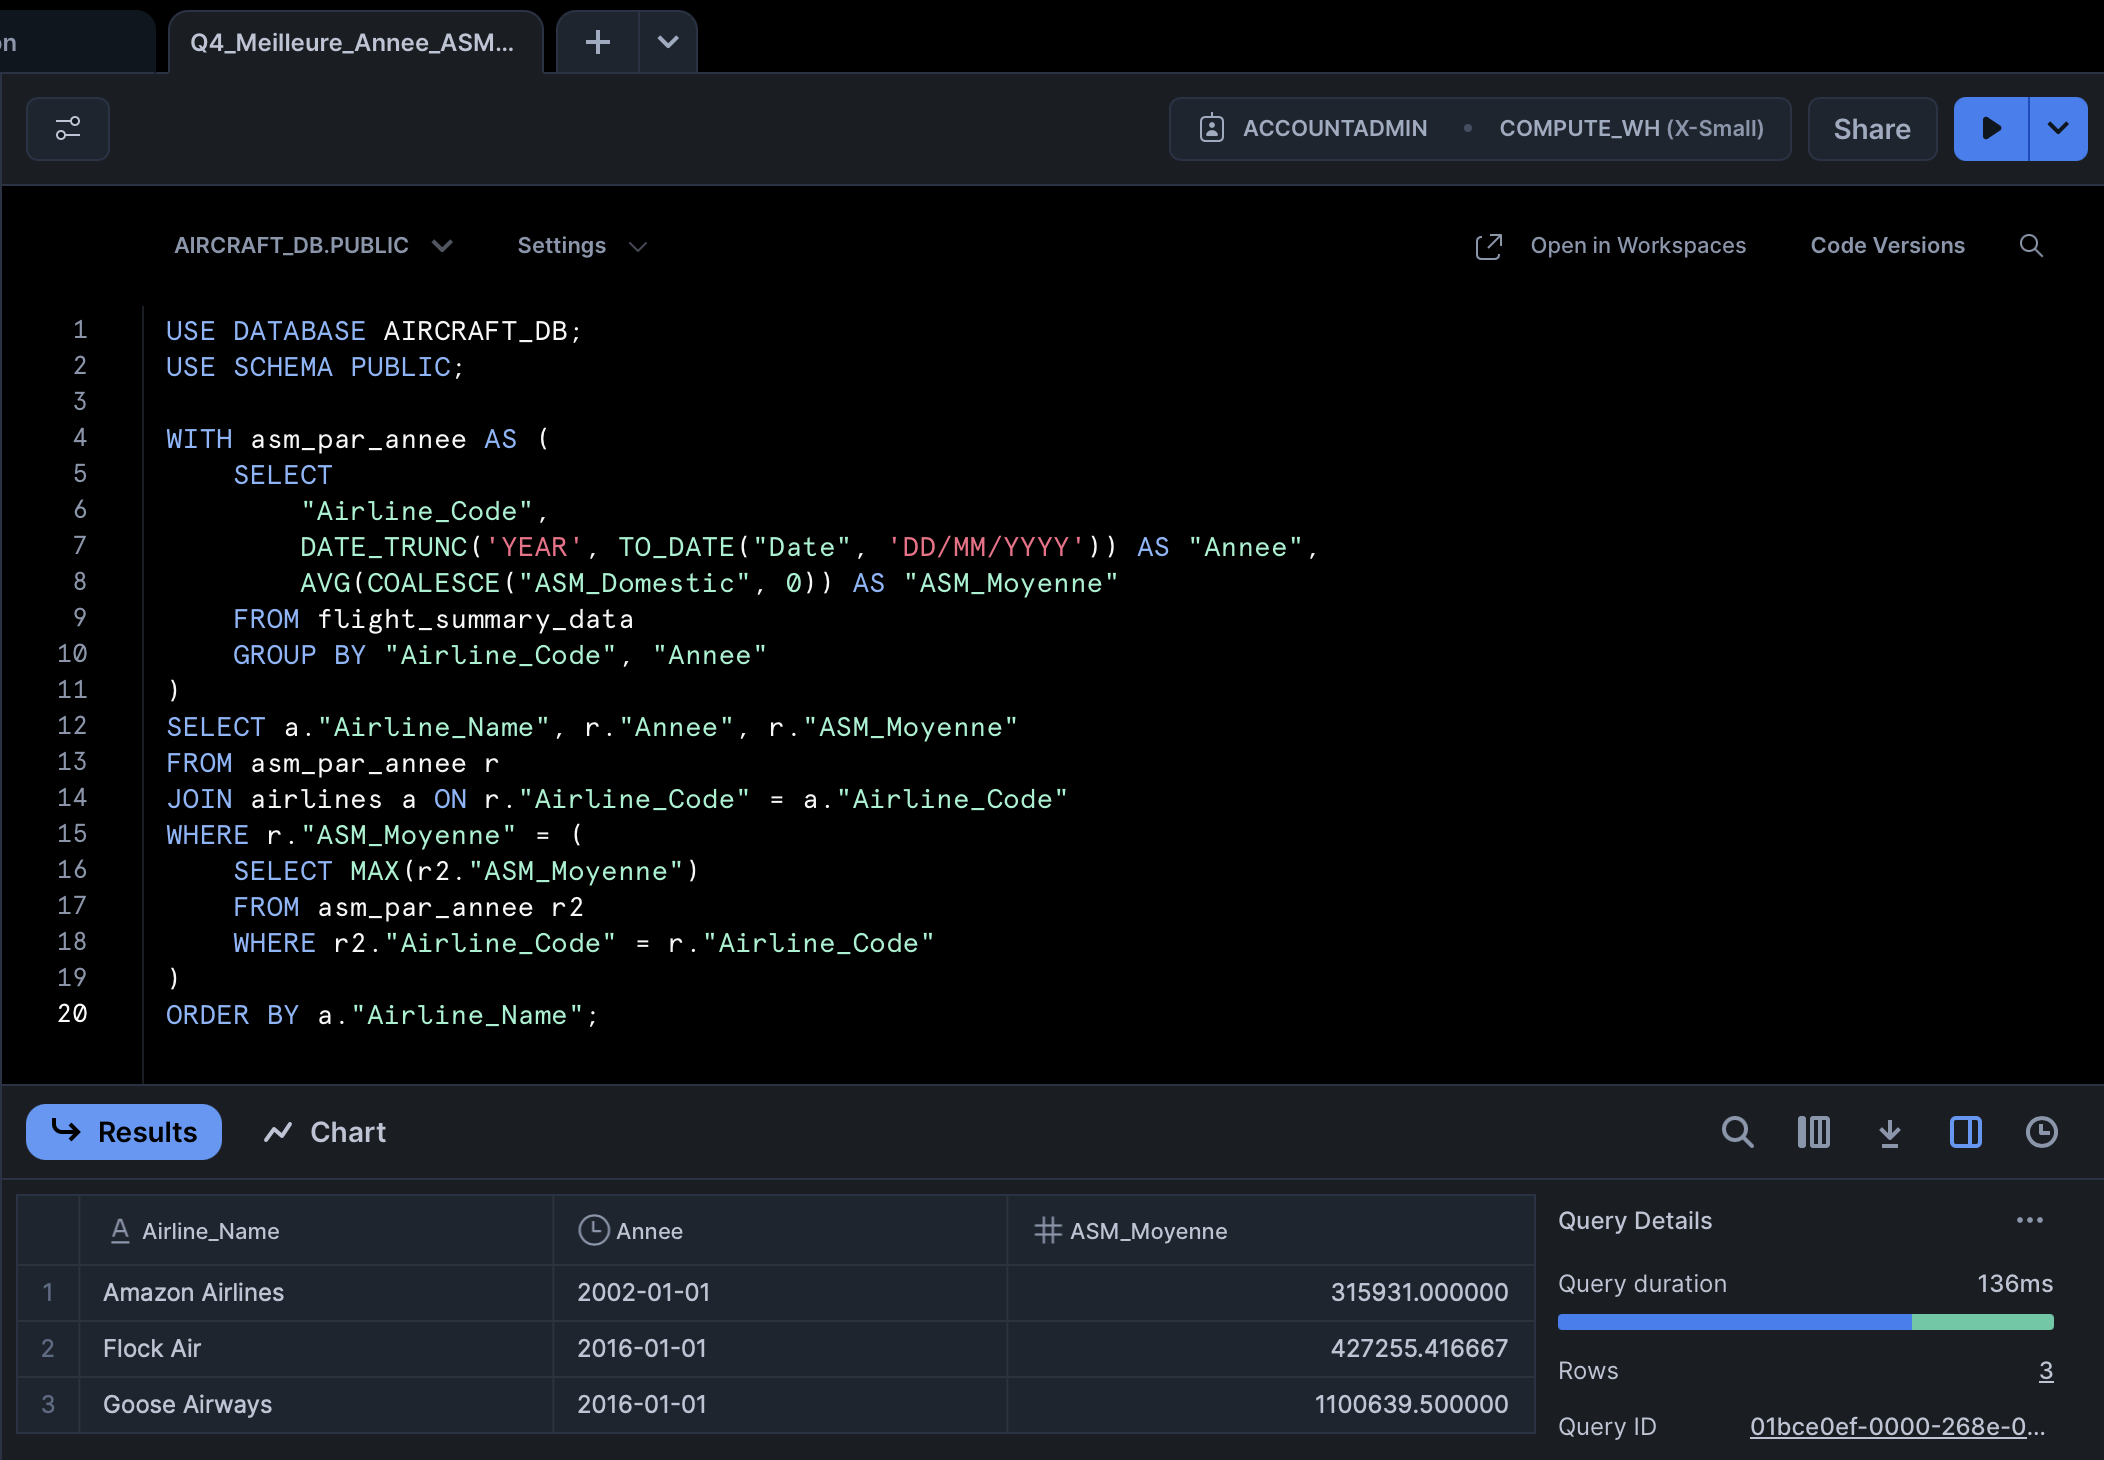 on
Q4_Meilleure_Annee_ASM...
ACCOUNTADMIN • COMPUTE_WH (X-Small)
Share
AIRCRAFT_DB.PUBLIC
Settings
Open in Workspaces
Code Versions
1 USE DATABASE AIRCRAFT_DB;
2 USE SCHEMA PUBLIC;
3
4 WITH asm_par_annee AS (
5     SELECT
6         "Airline_Code",
7         DATE_TRUNC('YEAR', TO_DATE("Date", 'DD/MM/YYYY')) AS "Annee",
8         AVG(COALESCE("ASM_Domestic", 0)) AS "ASM_Moyenne"
9     FROM flight_summary_data
10     GROUP BY "Airline_Code", "Annee"
11 )
12 SELECT a."Airline_Name", r."Annee", r."ASM_Moyenne"
13 FROM asm_par_annee r
14 JOIN airlines a ON r."Airline_Code" = a."Airline_Code"
15 WHERE r."ASM_Moyenne" = (
16     SELECT MAX(r2."ASM_Moyenne")
17     FROM asm_par_annee r2
18     WHERE r2."Airline_Code" = r."Airline_Code"
19 )
20 ORDER BY a."Airline_Name";
Results
Chart
Airline_Name Annee ASM_Moyenne
1 Amazon Airlines 2002-01-01 315931.000000
2 Flock Air 2016-01-01 427255.416667
3 Goose Airways 2016-01-01 1100639.500000
Query Details
Query duration 136ms
Rows 3
Query ID 01bce0ef-0000-268e-0...